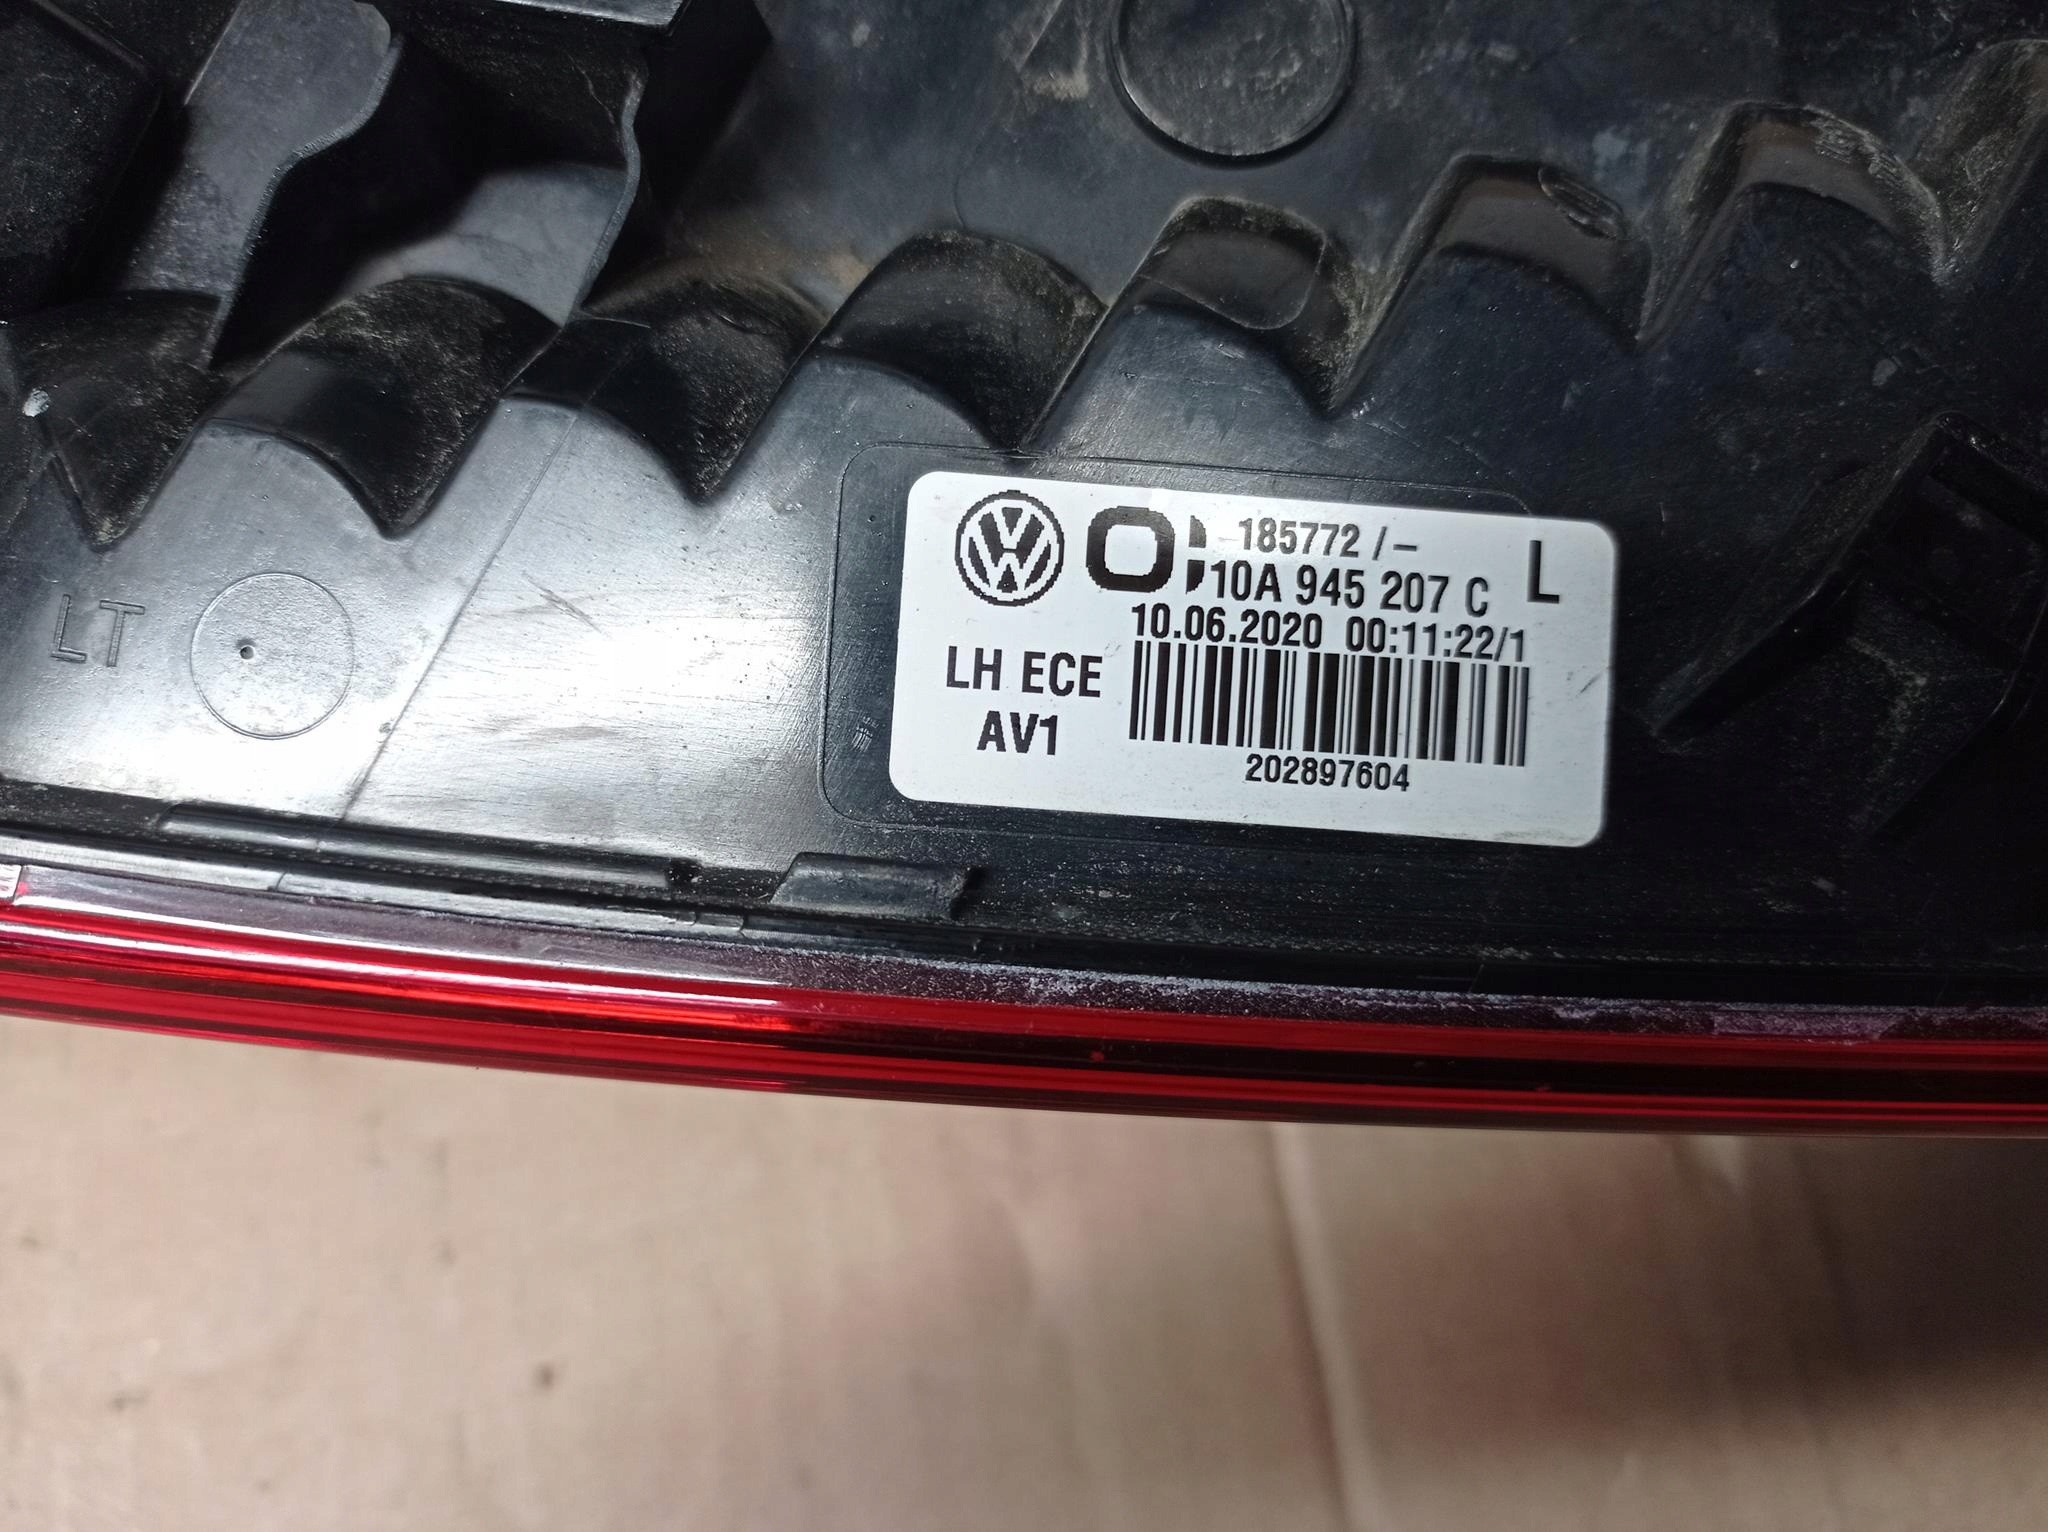 185772 / -
10A 945 207 C L
10.06.2020 00:11:22/1
LH ECE
AV1
202897604
LT